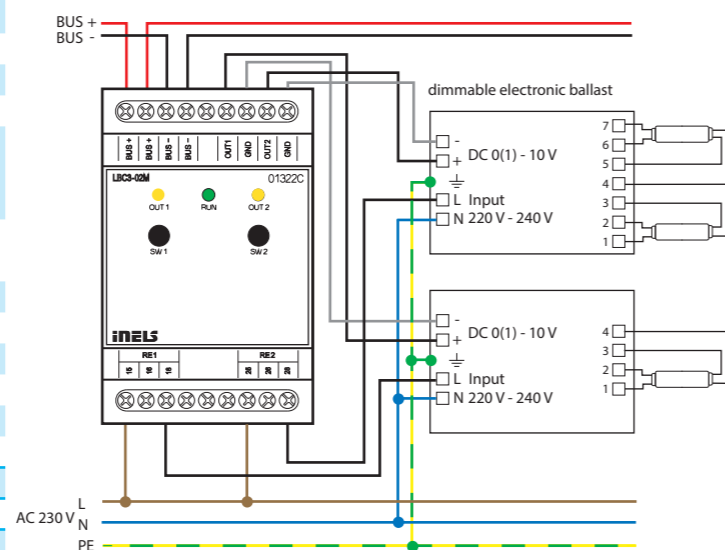 BUS +
BUS -
dimmable electronic ballast
BUS +
BUS +
BUS -
BUS -
OUT1
GND
OUT2
GND
LBC3-02M
01322C
OUT 1
RUN
OUT 2
SW 1
SW 2
iNELS
RE1
RE2
15
16
18
25
26
28
-
+ DC 0(1) - 10 V
L Input
N 220 V - 240 V
7
6
5
4
3
2
1
-
+ DC 0(1) - 10 V
L Input
N 220 V - 240 V
4
3
2
1
AC 230 V
L
N
PE